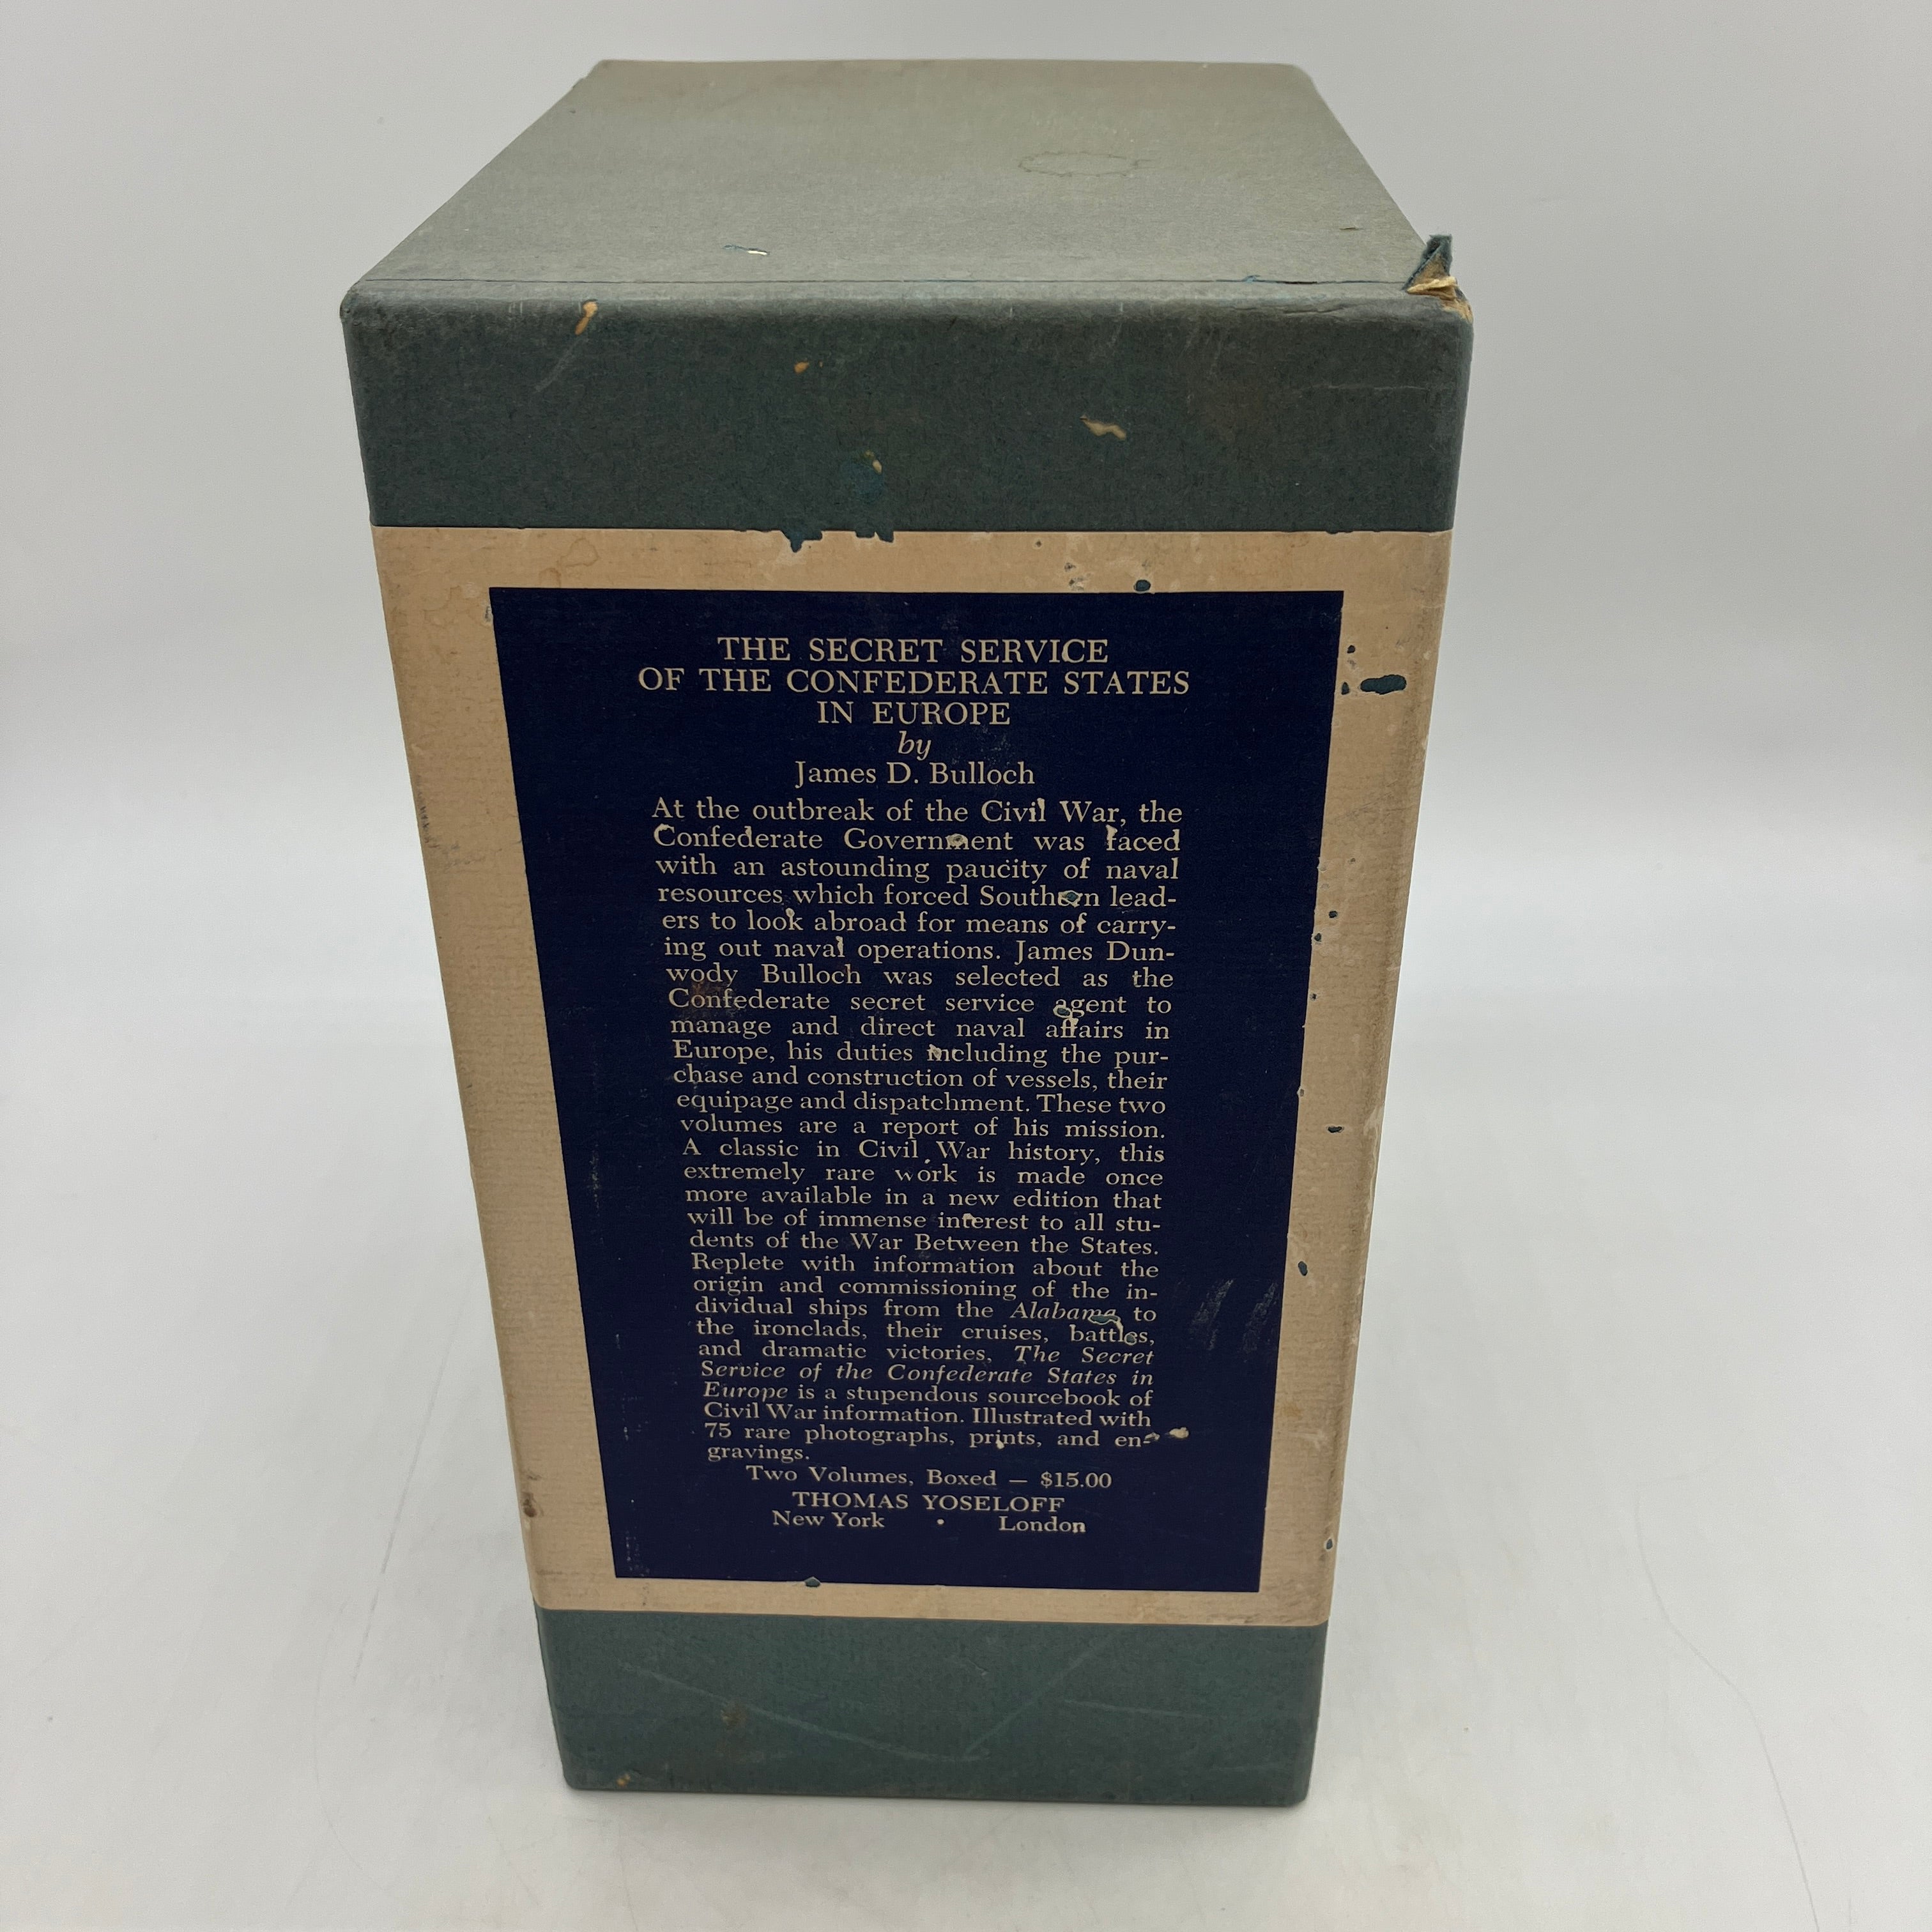 THE SECRET SERVICE
OF THE CONFEDERATE STATES
IN EUROPE
by
James D. Bulloch
At the outbreak of the Civil War, the
Confederate Government was faced
with an astounding paucity of naval
resources which forced Southern lead-
ers to look abroad for means of carry-
ing out naval operations. James Dun-
wody Bulloch was selected as the
Confederate secret service agent to
manage and direct naval affairs in
Europe, his duties including the pur-
chase and construction of vessels, their
equipage and dispatchment. These two
volumes are a report of his mission.
A classic in Civil War history, this
extremely rare work is made once
more available in a new edition that
will be of immense interest to all stu-
dents of the War Between the States.
Replete with information about the
origin and commissioning of the in-
dividual ships from the Alabama to
the ironclads, their cruises, battles,
and dramatic victories, The Secret
Service of the Confederate States in
Europe is a stupendous sourcebook of
Civil War information. Illustrated with
75 rare photographs, prints, and en-
gravings.
Two Volumes, Boxed — $15.00
THOMAS YOSELOFF
New York • London